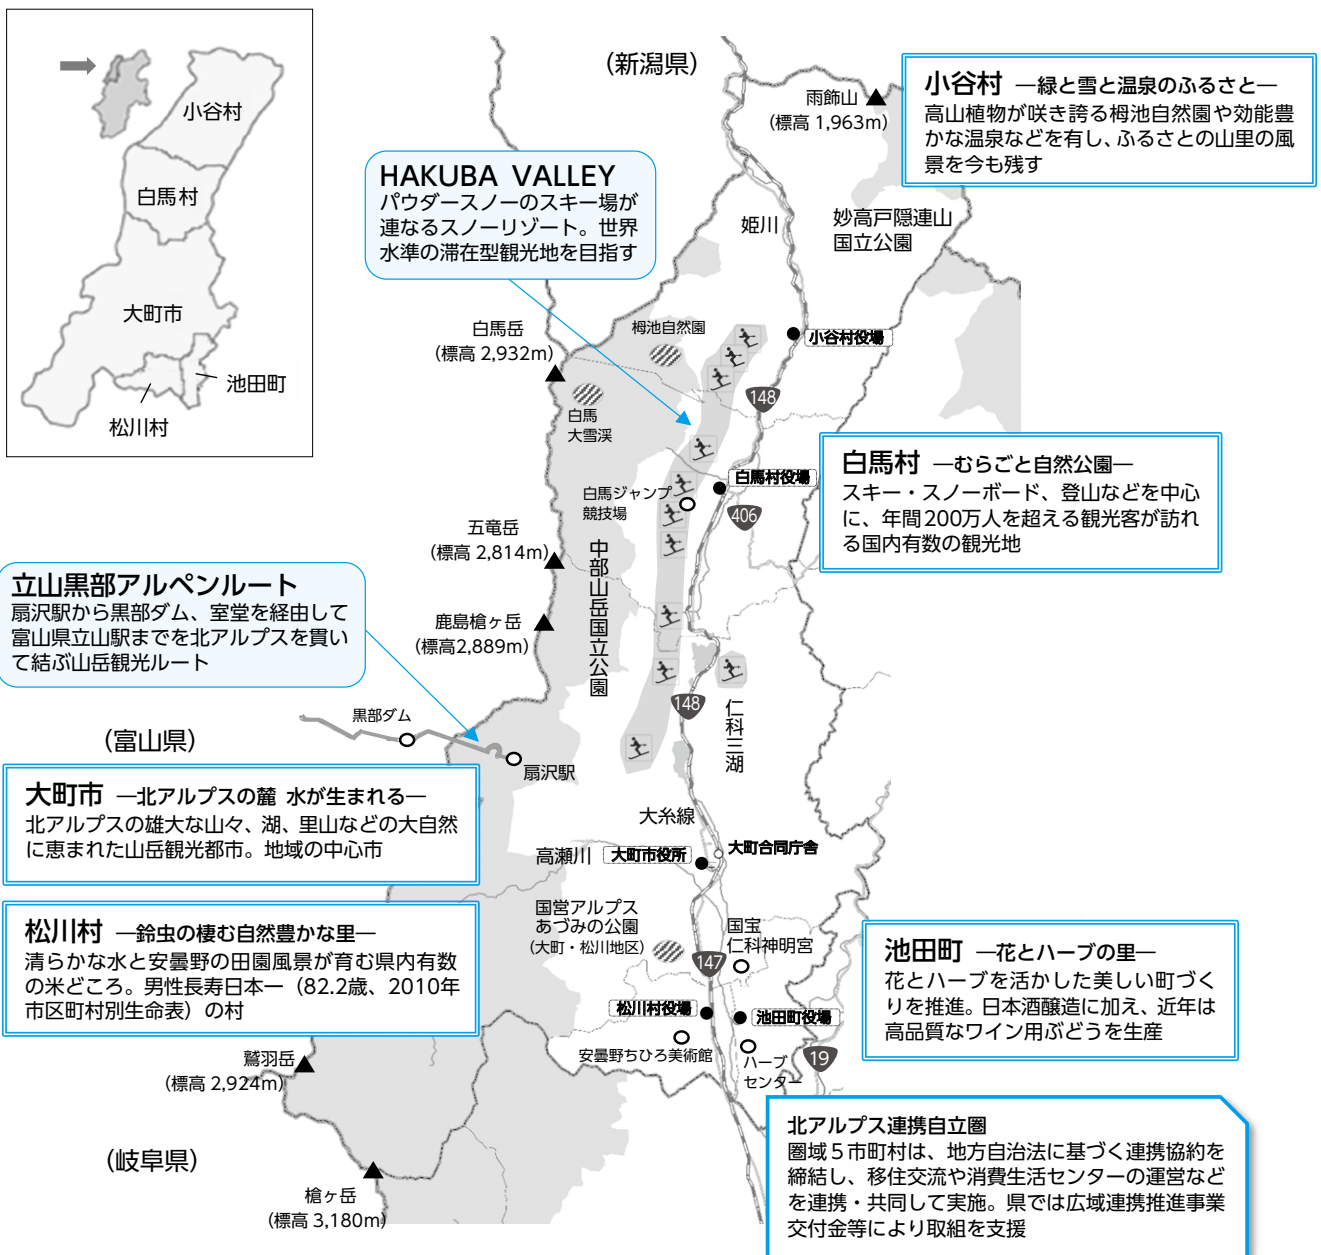 小谷村
白馬村
大町市
池田町
松川村
(新潟県)
雨飾山
(標高 1,963m)
小谷村 ―緑と雪と温泉のふるさと―
高山植物が咲き誇る栂池自然園や効能豊
かな温泉などを有し、ふるさとの山里の風
景を今も残す
HAKUBA VALLEY
パウダースノーのスキー場が
連なるスノーリゾート。世界
水準の滞在型観光地を目指す
姫川
妙高戸隠連山
国立公園
白馬岳
(標高 2,932m)
栂池自然園
小谷村役場
148
白馬
大雪渓
白馬村役場
白馬ジャンプ
競技場
406
白馬村 ―むらごと自然公園―
スキー・スノーボード、登山などを中心
に、年間200万人を超える観光客が訪れ
る国内有数の観光地
五竜岳
(標高 2,814m)
中部山岳国立公園
立山黒部アルペンルート
扇沢駅から黒部ダム、室堂を経由して
富山県立山駅までを北アルプスを貫い
て結ぶ山岳観光ルート
鹿島槍ヶ岳
(標高2,889m)
148
仁科三湖
黒部ダム
(富山県)
扇沢駅
大町市 ―北アルプスの麓 水が生まれる―
北アルプスの雄大な山々、湖、里山などの大自然
に恵まれた山岳観光都市。地域の中心市
大糸線
高瀬川
大町市役所
大町合同庁舎
松川村 ―鈴虫の棲む自然豊かな里―
清らかな水と安曇野の田園風景が育む県内有数
の米どころ。男性長寿日本一（82.2歳、2010年
市区町村別生命表）の村
国営アルプス
あづみの公園
(大町・松川地区)
国宝
仁科神明宮
147
池田町 ―花とハーブの里―
花とハーブを活かした美しい町づく
りを推進。日本酒醸造に加え、近年は
高品質なワイン用ぶどうを生産
松川村役場
池田町役場
安曇野ちひろ美術館
ハーブ
センター
19
鷲羽岳
(標高 2,924m)
(岐阜県)
槍ヶ岳
(標高 3,180m)
北アルプス連携自立圏
圏域５市町村は、地方自治法に基づく連携協約を
締結し、移住交流や消費生活センターの運営など
を連携・共同して実施。県では広域連携推進事業
交付金等により取組を支援